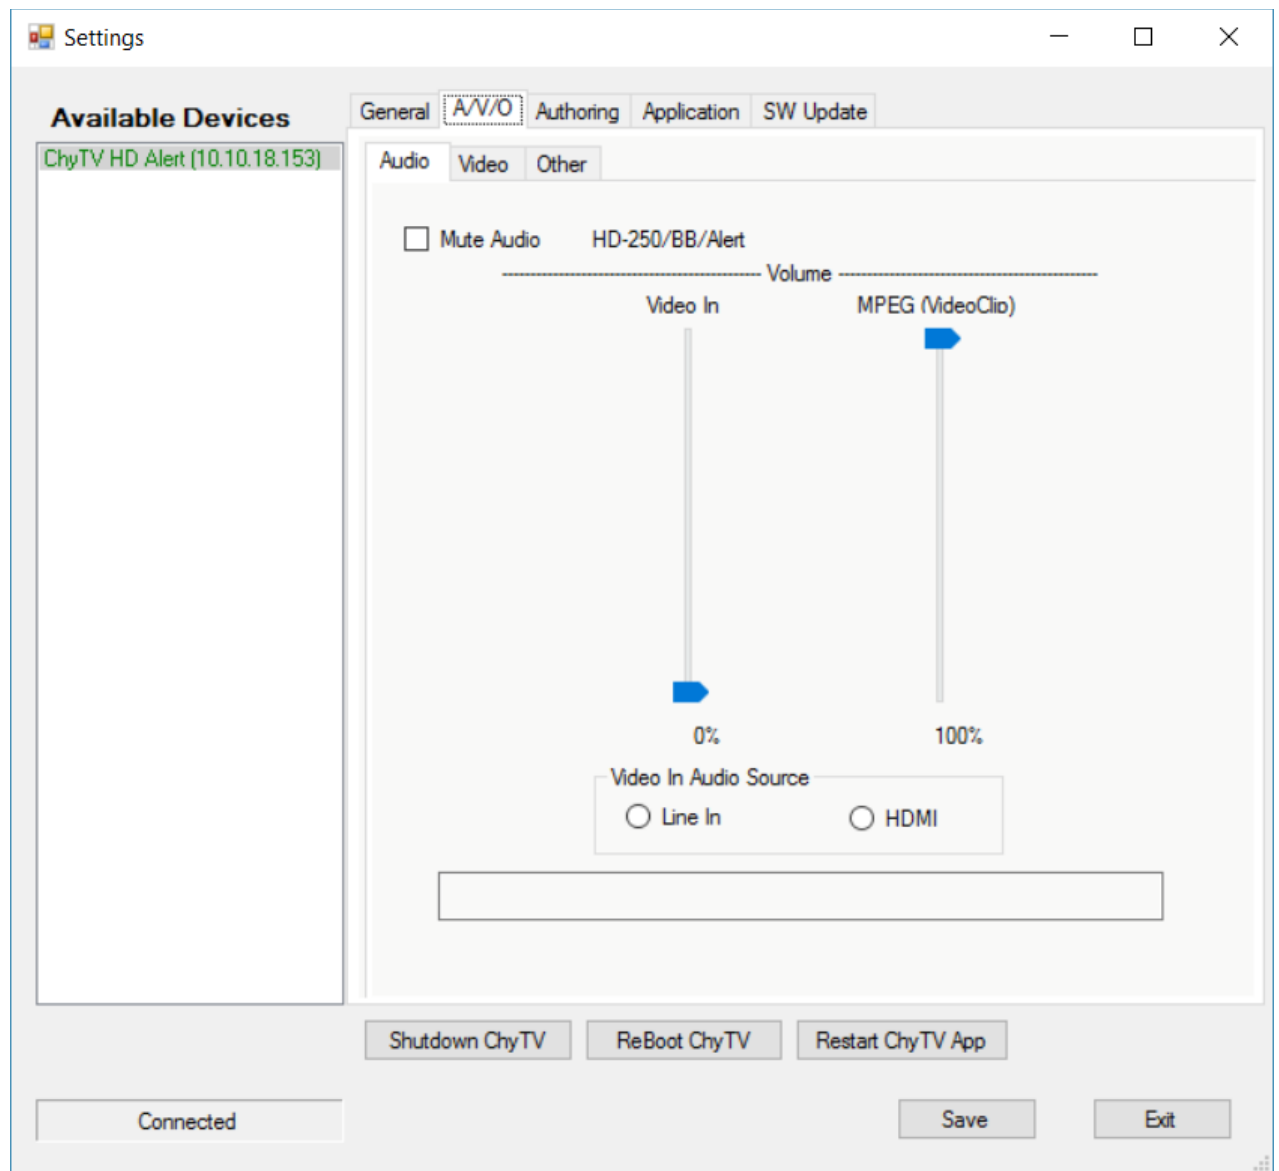 Settings
Available Devices
General A/V/O Authoring Application SW Update
ChyTV HD Alert (10.10.18.153)
Audio Video Other
Mute Audio HD-250/BB/Alert
Volume
Video In MPEG (VideoClip)
0% 100%
Video In Audio Source
Line In HDMI
Shutdown ChyTV ReBoot ChyTV Restart ChyTV App
Connected Save Exit